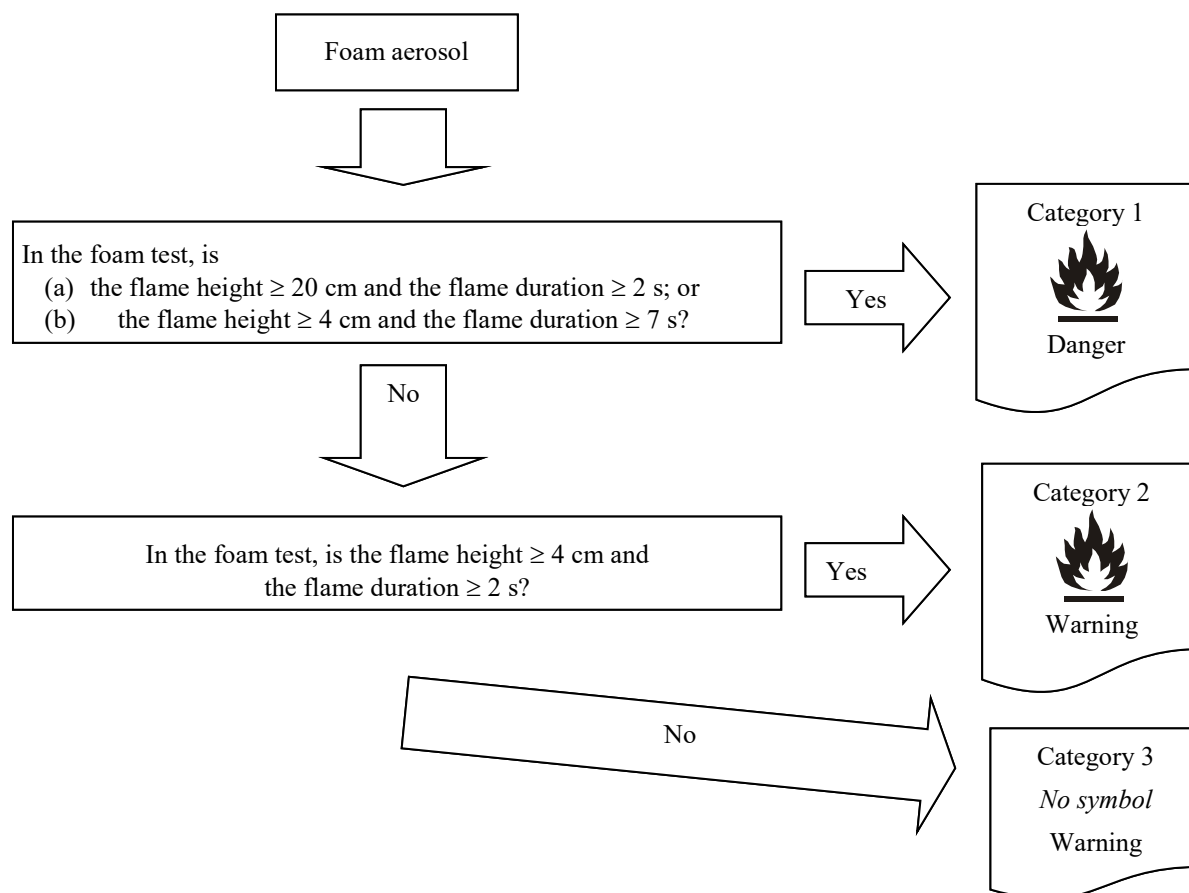 Foam aerosol
In the foam test, is
(a) the flame height ≥ 20 cm and the flame duration ≥ 2 s; or
(b) the flame height ≥ 4 cm and the flame duration ≥ 7 s?
Yes
Category 1
Danger
No
In the foam test, is the flame height ≥ 4 cm and
the flame duration ≥ 2 s?
Yes
Category 2
Warning
No
Category 3
No symbol
Warning